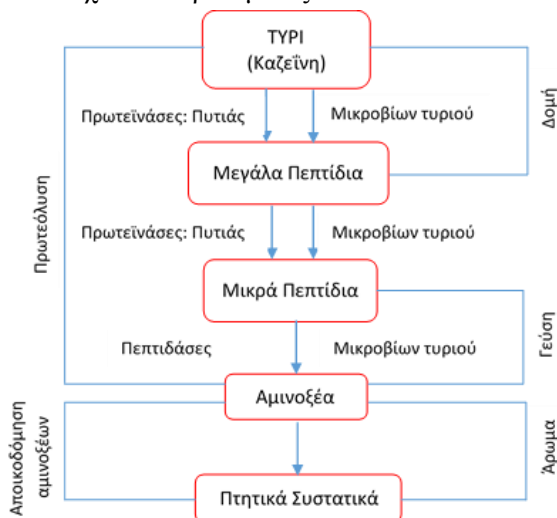 ΤΥΡΙ
(Καζεΐνη)
Πρωτεϊνάσες: Πυτιάς
Μικροβίων τυριού
Δομή
Μεγάλα Πεπτίδια
Πρωτεόλυση
Πρωτεϊνάσες: Πυτιάς
Μικροβίων τυριού
Μικρά Πεπτίδια
Πεπτιδάσες
Μικροβίων τυριού
Γεύση
Αμινοξέα
Αποικοδόμηση
αμινοξέων
Άρωμα
Πτητικά Συστατικά